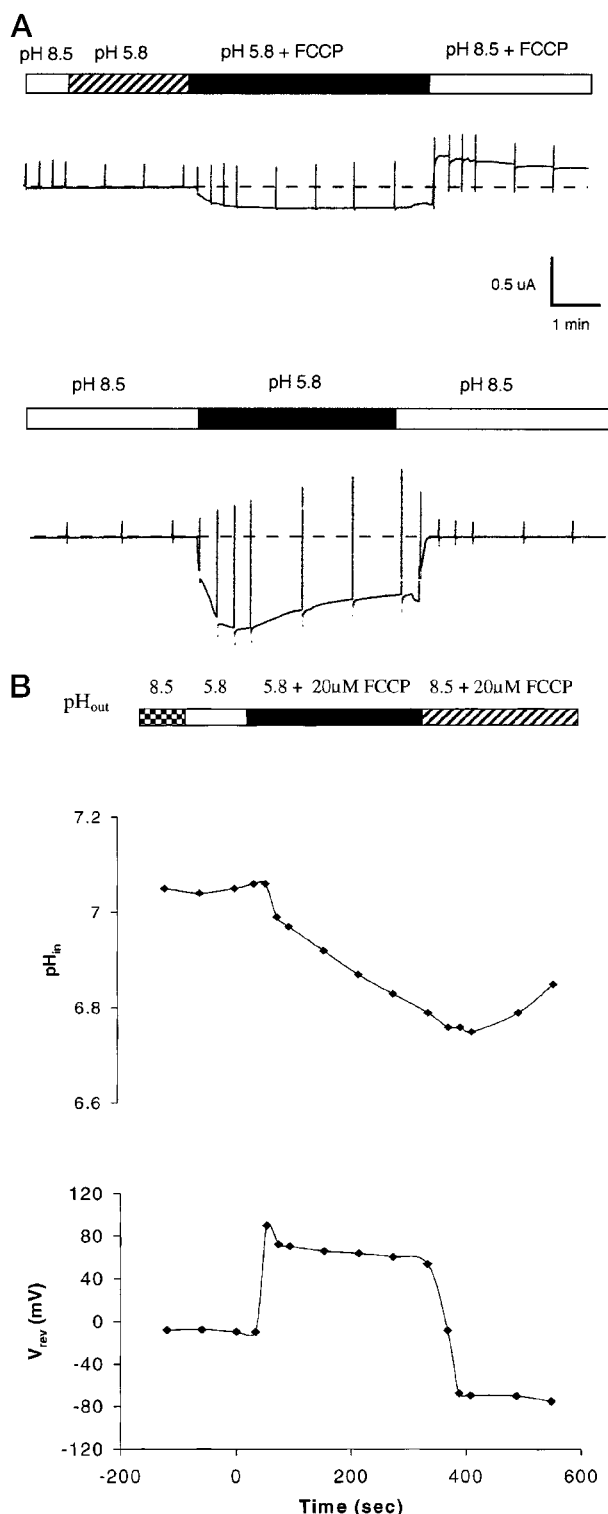 A
pH 8.5 pH 5.8 pH 5.8 + FCCP pH 8.5 + FCCP
0.5 uA
1 min
pH 8.5 pH 5.8 pH 8.5
B
pHout 8.5 5.8 5.8 + 20µM FCCP 8.5 + 20µM FCCP
7.2
7
6.8
6.6
pHin
120
80
40
0
-40
-80
-120
Vrev (mV)
-200 0 200 400 600
Time (sec)